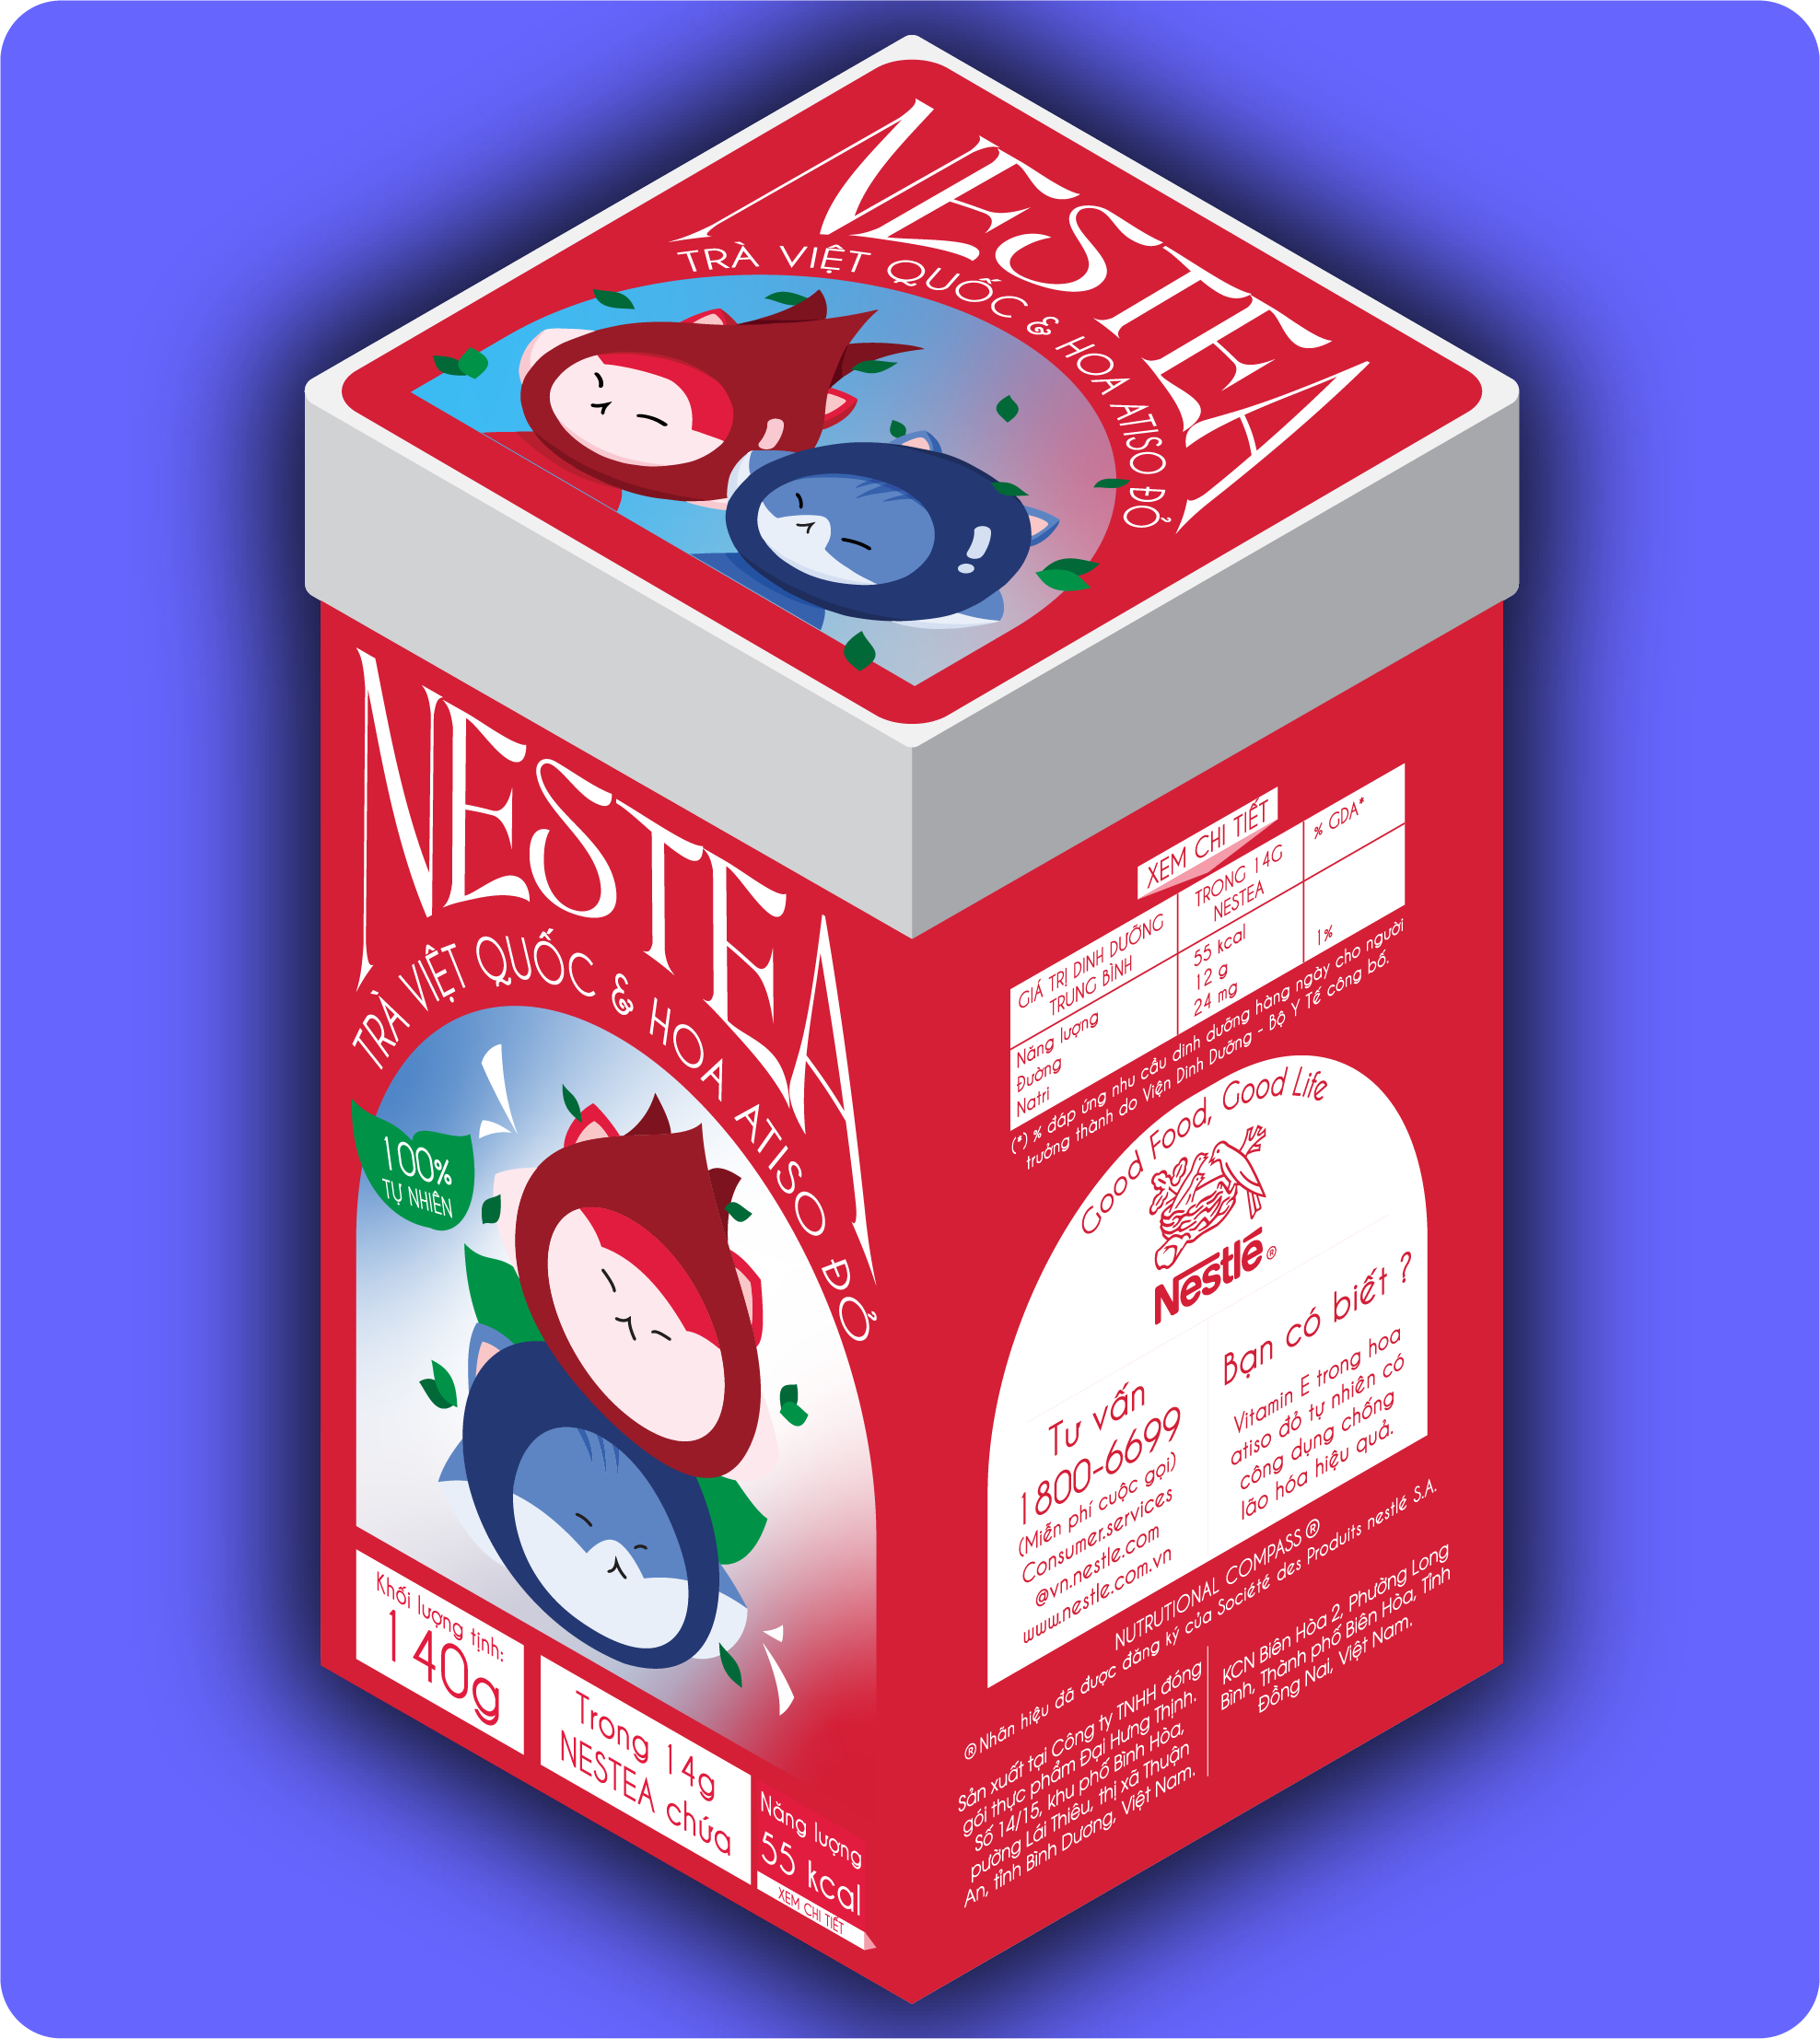 NESTEA
TRÀ VIỆT QUỐC & HOA ATISO ĐỎ
NESTEA
TRÀ VIỆT QUỐC & HOA ATISO ĐỎ
100%
TỰ NHIÊN
Khối lượng tịnh:
140g
Trong 14g
NESTEA chứa
Năng lượng
55 kcal
XEM CHI TIẾT
XEM CHI TIẾT
GIÁ TRỊ DINH DƯỠNG
TRUNG BÌNH
TRONG 14G
NESTEA
% GDA*
Năng lượng
Đường
Natri
55 kcal
12 g
24 mg
1%
(*) % đáp ứng nhu cầu dinh dưỡng hàng ngày cho người
trưởng thành do Viện Dinh Dưỡng - Bộ Y Tế công bố.
Good Food, Good Life
Nestlé®
Tư vấn
1800-6699
(Miễn phí cuộc gọi)
Consumer.services
@vn.nestle.com
www.nestle.com.vn
Bạn có biết ?
Vitamin E trong hoa
atiso đỏ tự nhiên có
công dụng chống
lão hóa hiệu quả.
NUTRUTIONAL COMPASS ®
® Nhãn hiệu đã được đăng ký của Société des Produits nestlé S.A.
Sản xuất tại Công ty TNHH đóng
gói thực phẩm Đại Hưng Thịnh.
Số 14/15, khu phố Bình Hòa,
pường Lái Thiêu, thị xã Thuận
An, tỉnh Bình Dương, Việt Nam.
KCN Biên Hòa 2, Phường Long
Bình, Thành phố Biên Hòa, Tỉnh
Đồng Nai, Việt Nam.